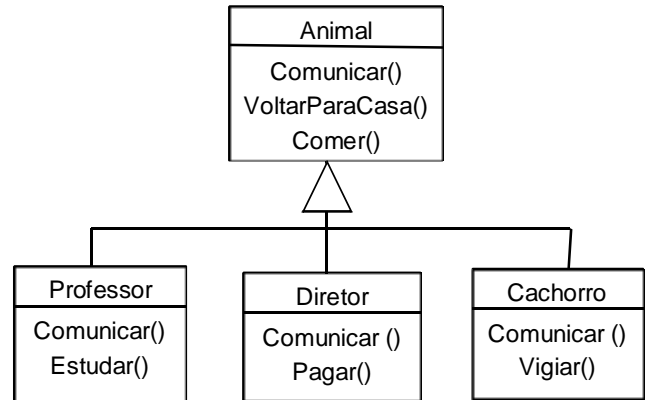 Animal
Comunicar()
VoltarParaCasa()
Comer()
Professor
Comunicar()
Estudar()
Diretor
Comunicar ()
Pagar()
Cachorro
Comunicar ()
Vigiar()